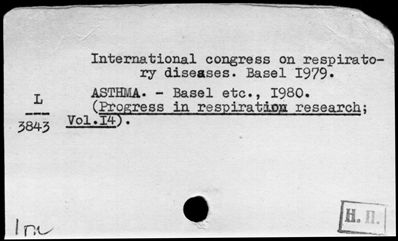 International congress on respirato-
ry diseases. Basel 1979.
L
3843
ASTHMA. - Basel etc., 1980.
(Progress in respiration research;
Vol.14).
H. H.